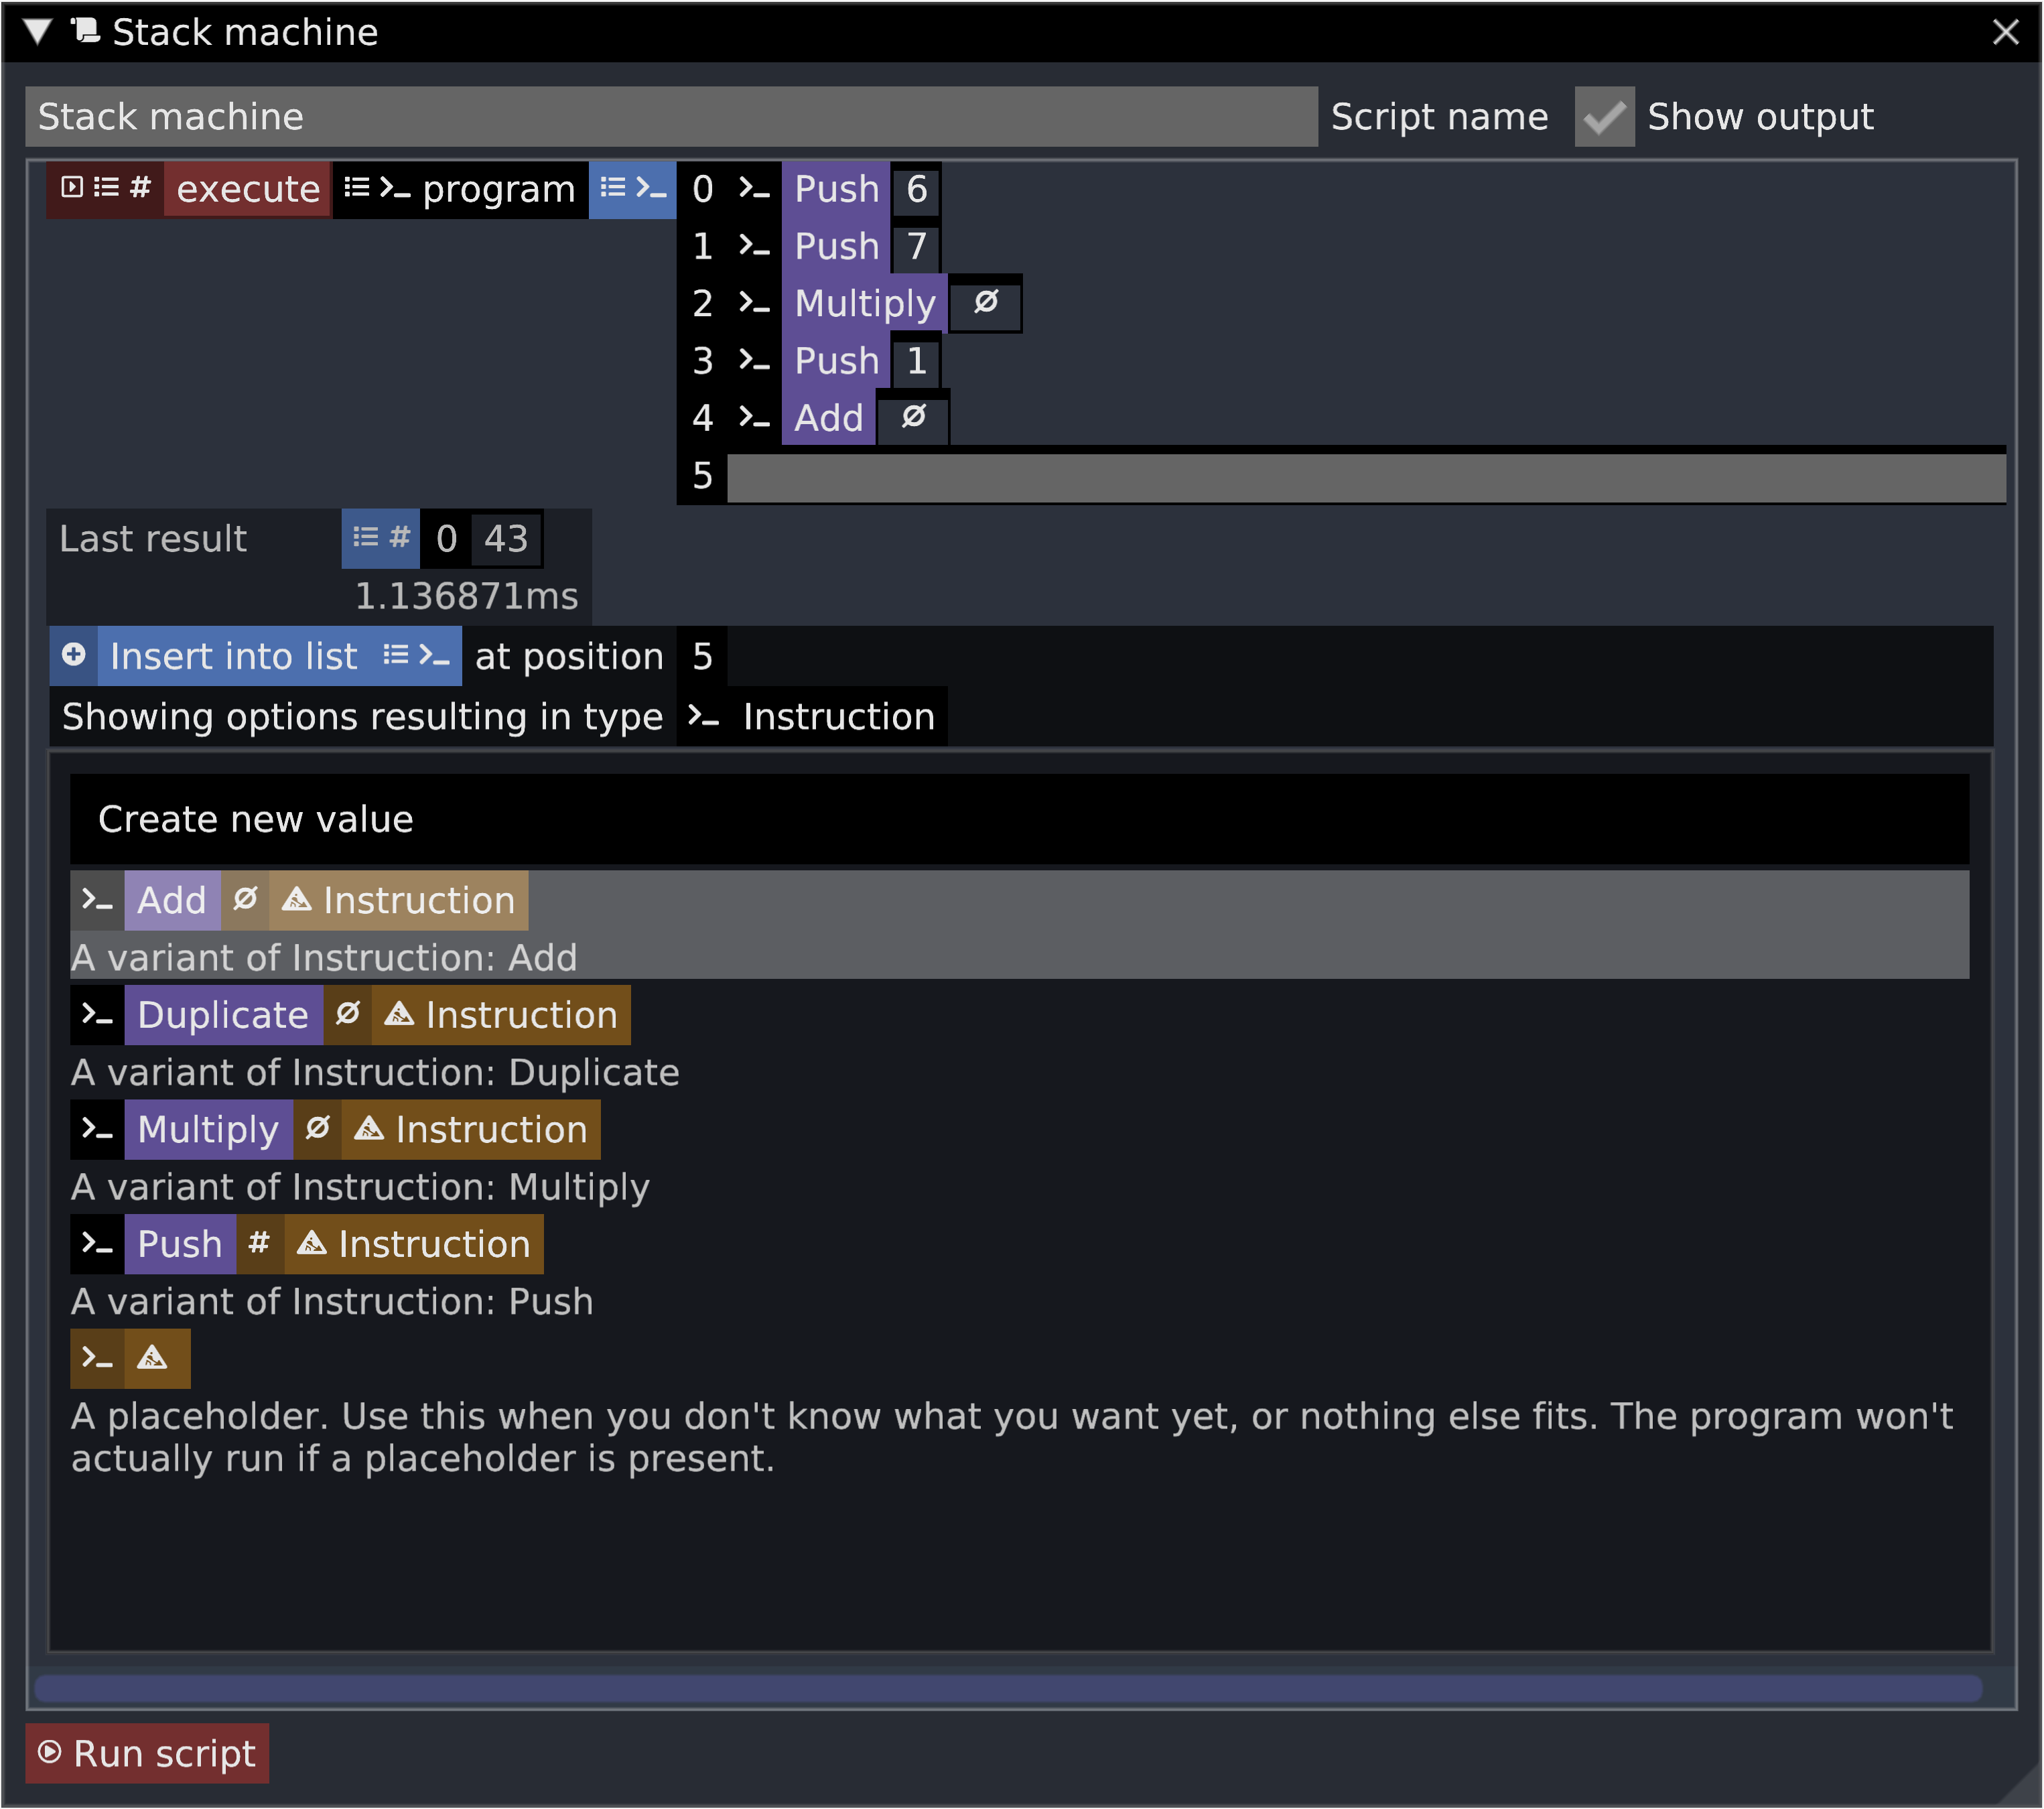 Stack machine
Stack machine Script name Show output
# execute program 0 Push 6
1 Push 7
2 Multiply Ø
3 Push 1
4 Add Ø
5
Last result # 0 43
1.136871ms
Insert into list at position 5
Showing options resulting in type Instruction
Create new value
Add Ø Instruction
A variant of Instruction: Add
Duplicate Ø Instruction
A variant of Instruction: Duplicate
Multiply Ø Instruction
A variant of Instruction: Multiply
Push # Instruction
A variant of Instruction: Push
A placeholder. Use this when you don't know what you want yet, or nothing else fits. The program won't
actually run if a placeholder is present.
Run script